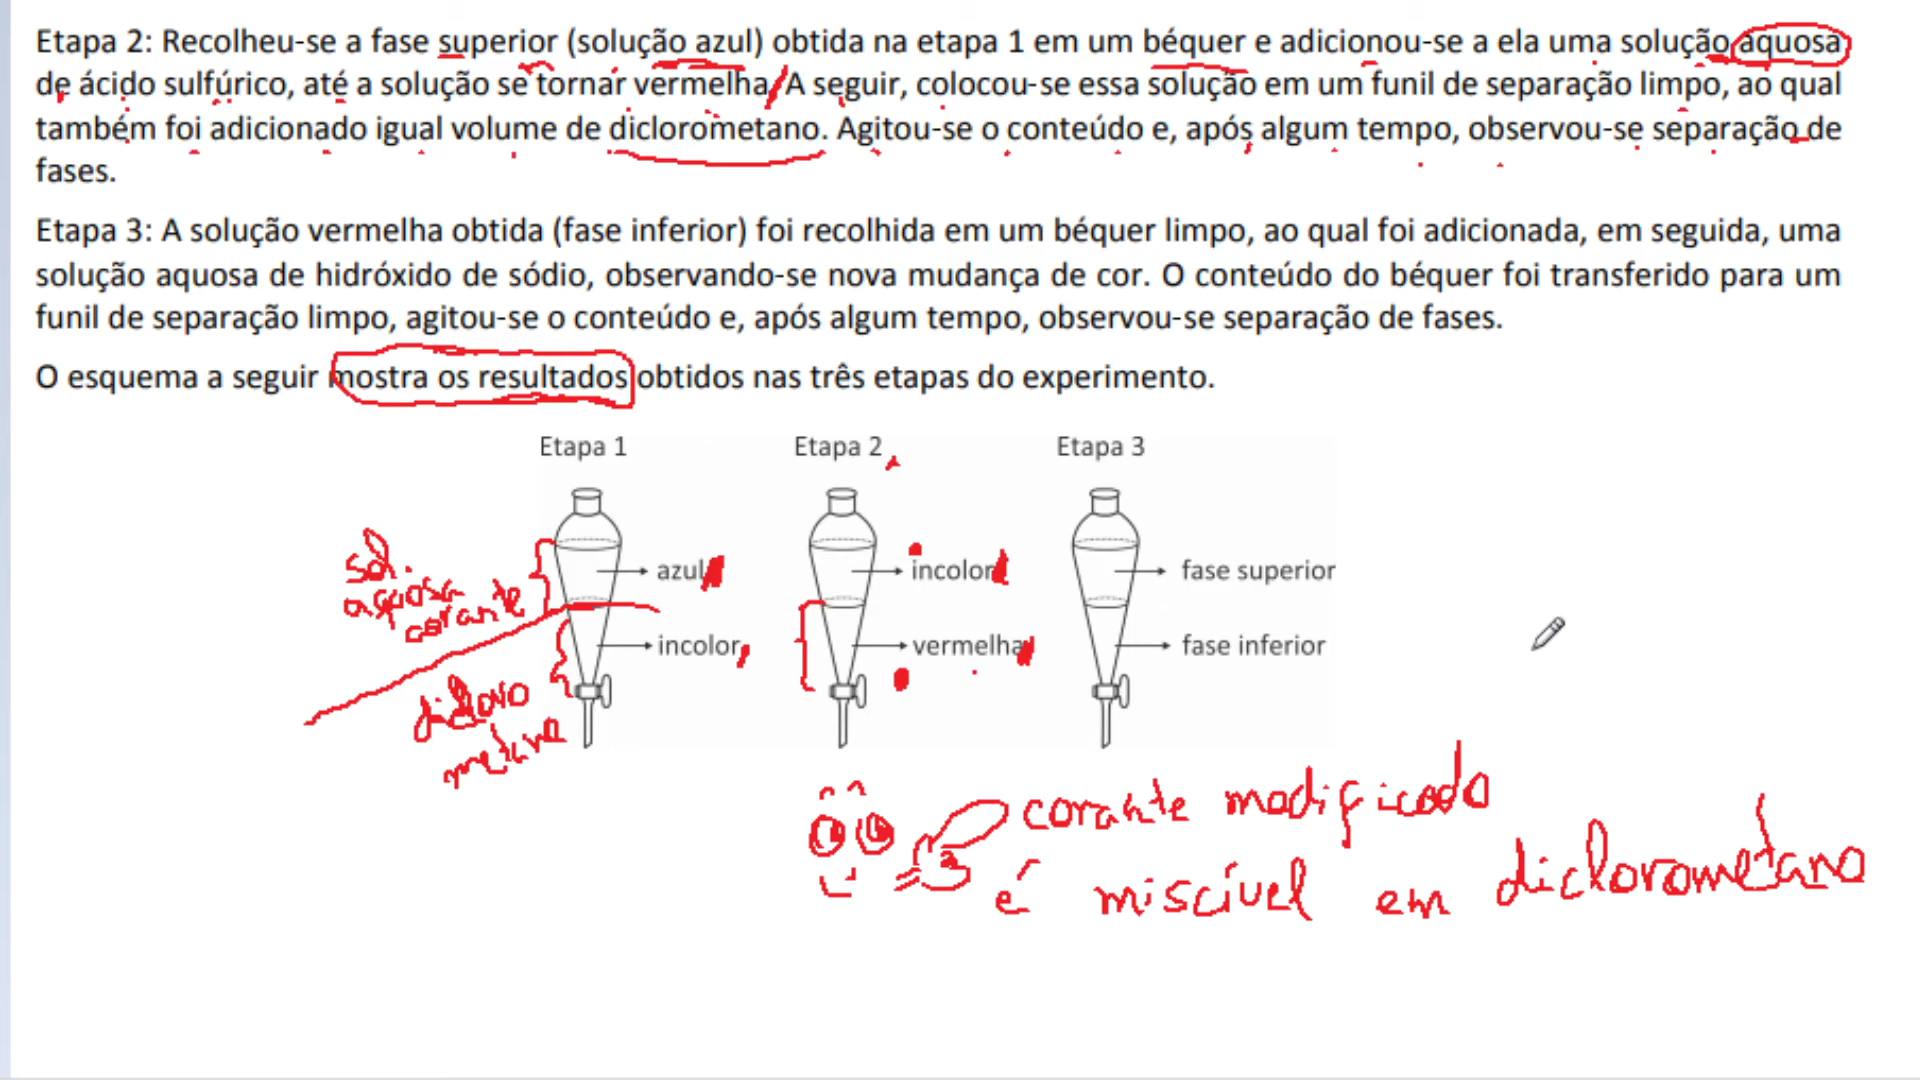 Etapa 2: Recolheu-se a fase superior (solução azul) obtida na etapa 1 em um béquer e adicionou-se a ela uma solução aquosa
de ácido sulfúrico, até a solução se tornar vermelha. A seguir, colocou-se essa solução em um funil de separação limpo, ao qual
também foi adicionado igual volume de diclorometano. Agitou-se o conteúdo e, após algum tempo, observou-se separação de
fases.
Etapa 3: A solução vermelha obtida (fase inferior) foi recolhida em um béquer limpo, ao qual foi adicionada, em seguida, uma
solução aquosa de hidróxido de sódio, observando-se nova mudança de cor. O conteúdo do béquer foi transferido para um
funil de separação limpo, agitou-se o conteúdo e, após algum tempo, observou-se separação de fases.
O esquema a seguir mostra os resultados obtidos nas três etapas do experimento.
Etapa 1 Etapa 2 Etapa 3
sol.
aquosa
corante
azul incolor fase superior
incolor vermelha fase inferior
dicloro
metano
corante modificado
é miscível em diclorometano